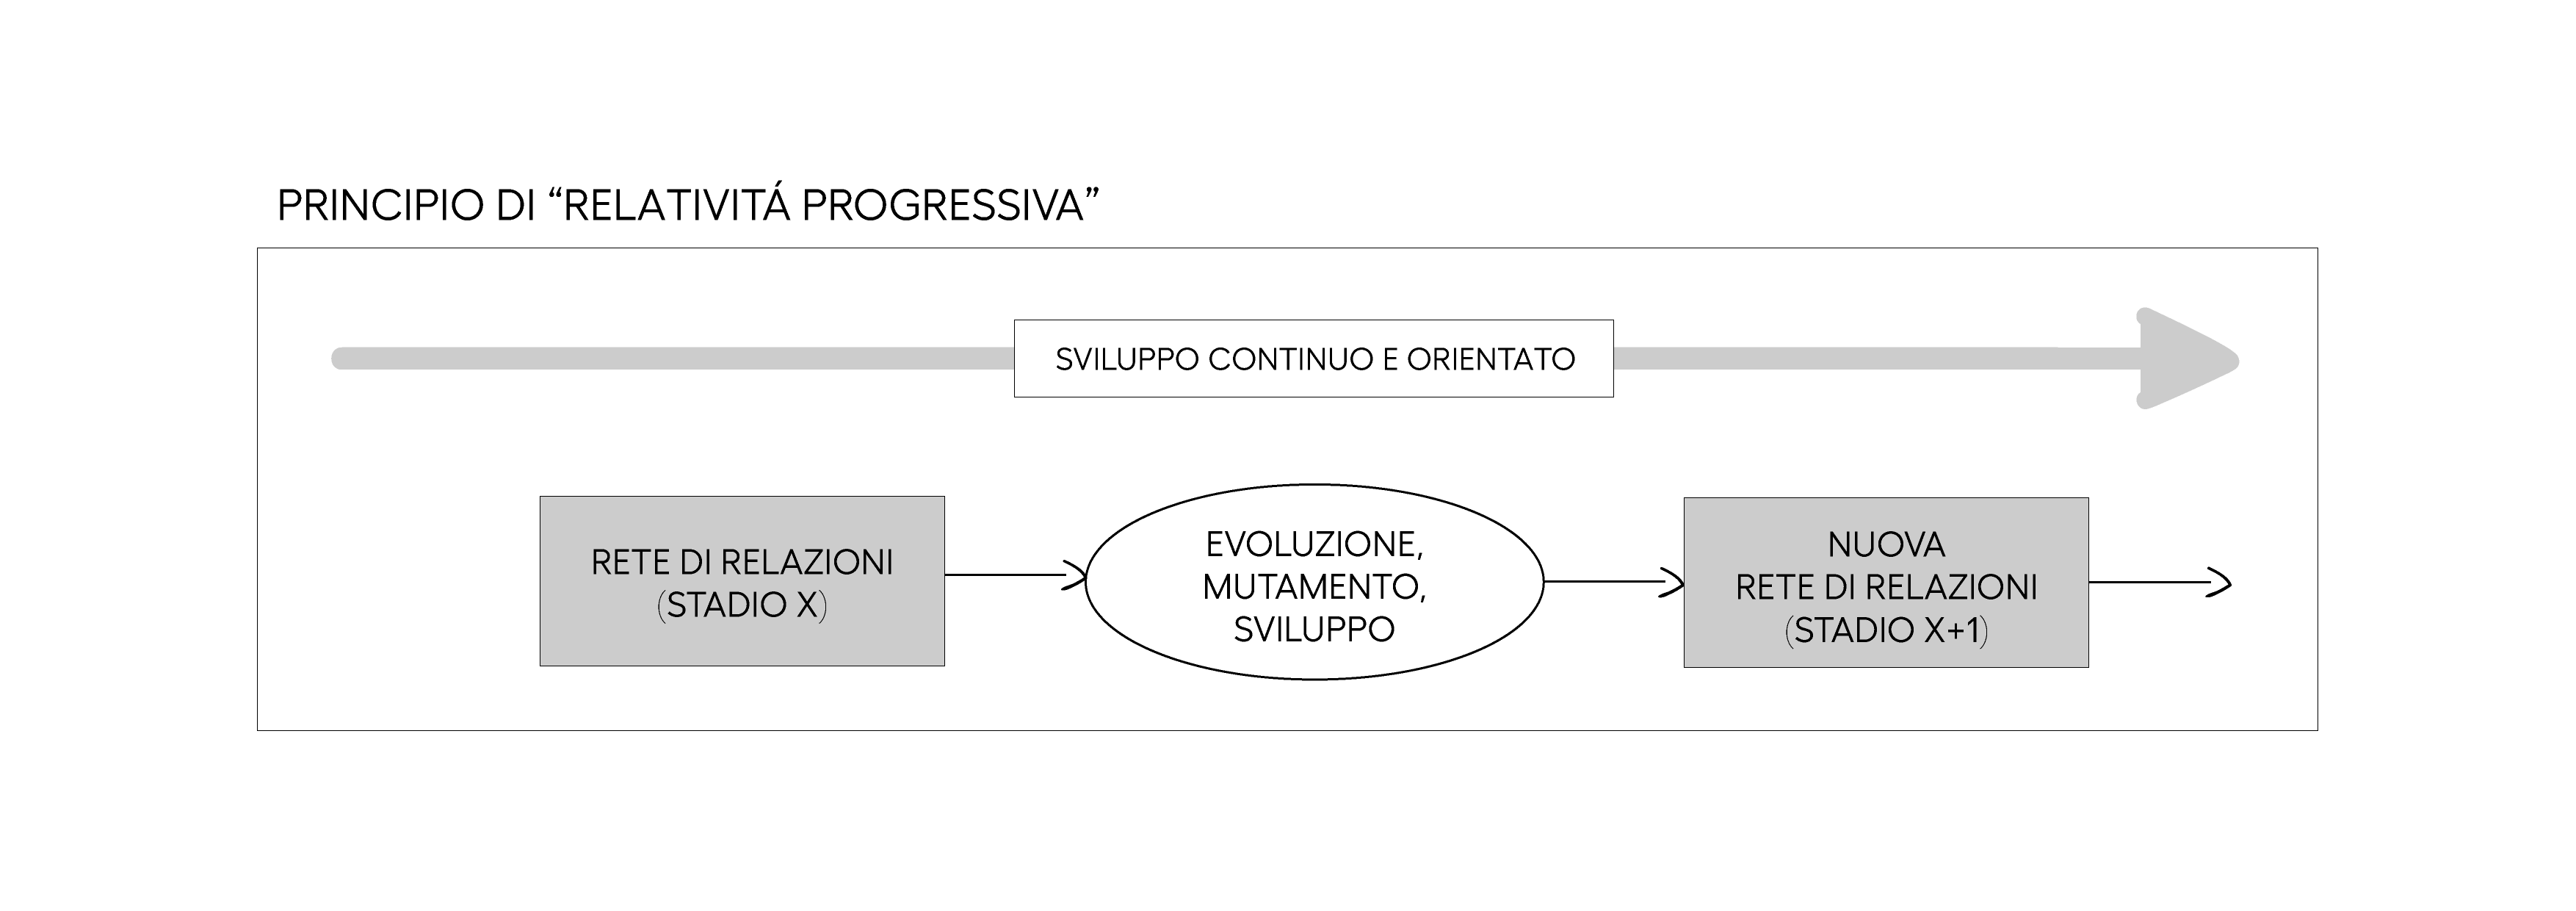 PRINCIPIO DI “RELATIVITÁ PROGRESSIVA”
SVILUPPO CONTINUO E ORIENTATO
RETE DI RELAZIONI
(STADIO X)
EVOLUZIONE,
MUTAMENTO,
SVILUPPO
NUOVA
RETE DI RELAZIONI
(STADIO X+1)